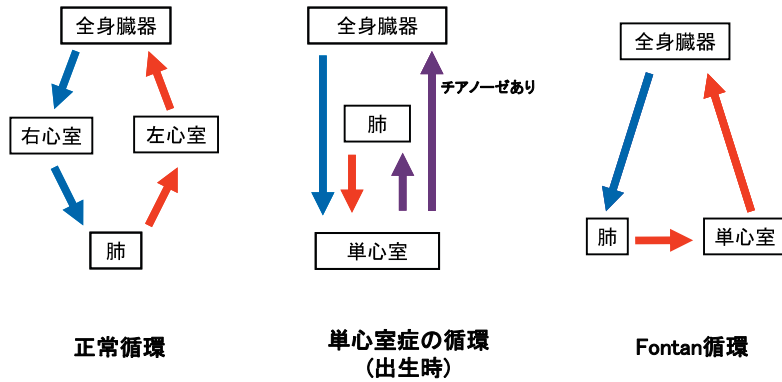 全身臓器
右心室
左心室
肺
正常循環
全身臓器
チアノーゼあり
肺
単心室
単心室症の循環
(出生時)
全身臓器
肺
単心室
Fontan循環